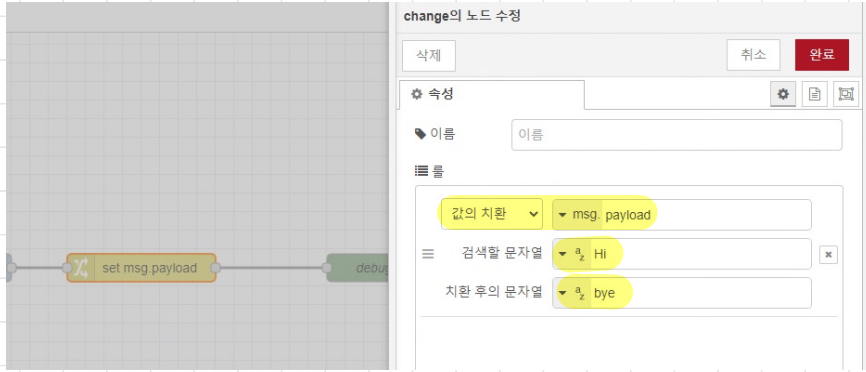 change의 노드 수정
삭제
취소
완료
속성
이름
이름
룰
값의 치환
msg. payload
검색할 문자열
az Hi
치환 후의 문자열
az bye
set msg.payload
debug